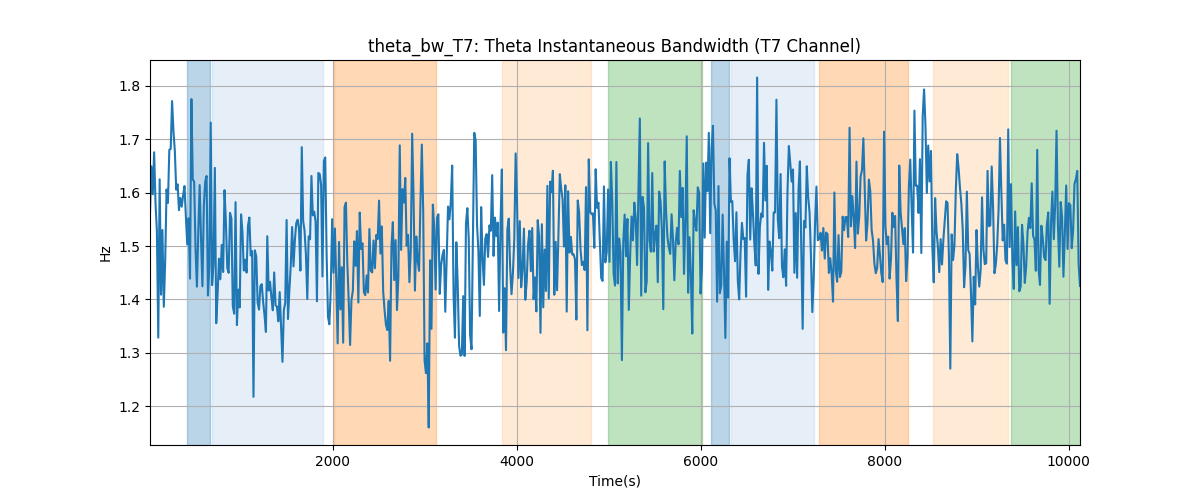 theta_bw_T7: Theta Instantaneous Bandwidth (T7 Channel)
Hz
1.8
1.7
1.6
1.5
1.4
1.3
1.2
2000 4000 6000 8000 10000
Time(s)